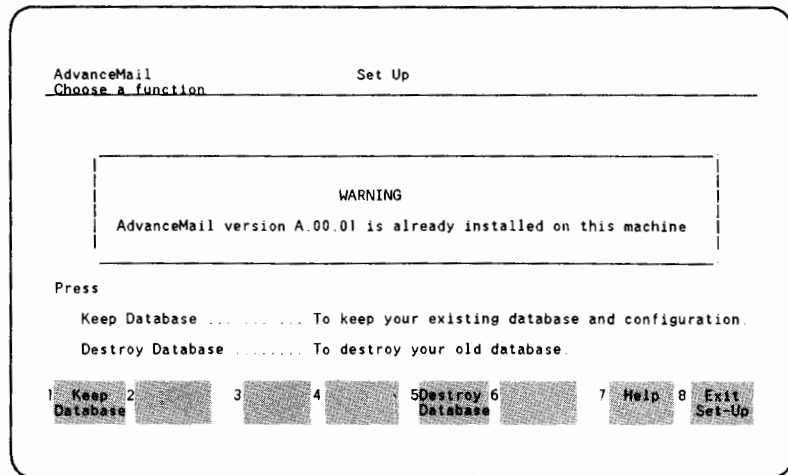 AdvanceMail Set Up
Choose a function
WARNING
AdvanceMail version A.00.01 is already installed on this machine
Press
Keep Database ... ... ... To keep your existing database and configuration.
Destroy Database ........ To destroy your old database.
1 Keep 2 3 4 5 Destroy 6 7 Help 8 Exit
Database Database Set-Up